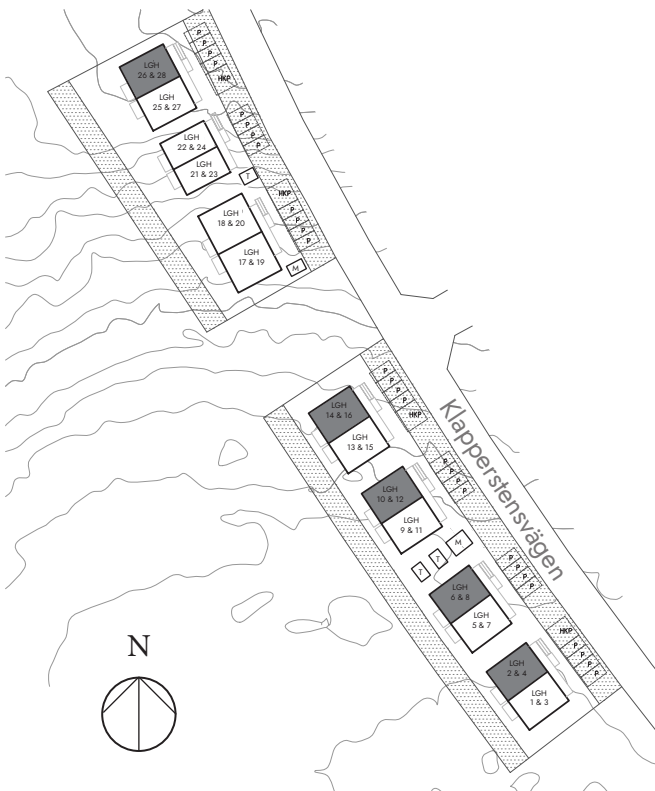 P
P
P
P
HKP
LGH
26 & 28
LGH
25 & 27
P
P
P
P
LGH
22 & 24
LGH
21 & 23
T
HKP
P
P
P
P
LGH
18 & 20
LGH
17 & 19
M
P
P
P
P
HKP
LGH
14 & 16
LGH
13 & 15
Klapperstensvägen
P
P
P
P
LGH
10 & 12
LGH
9 & 11
M
T
T
P
P
P
P
LGH
6 & 8
LGH
5 & 7
HKP
P
P
P
P
LGH
2 & 4
LGH
1 & 3
N